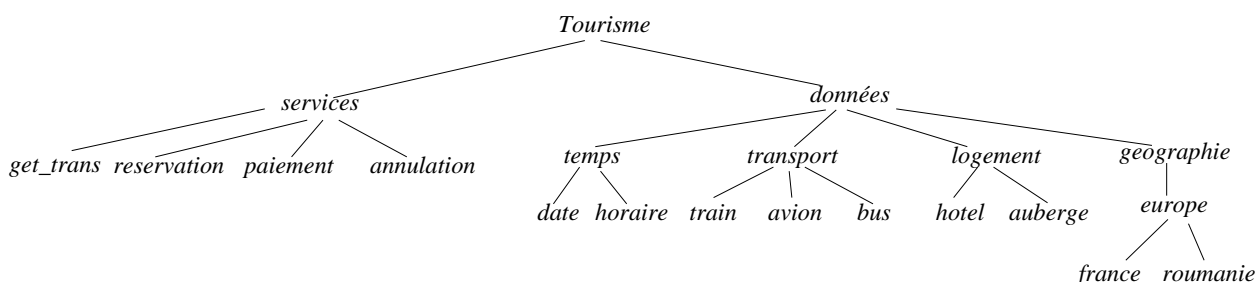 Tourisme
services données
get_trans reservation paiement annulation temps transport logement geographie
date horaire train avion bus hotel auberge europe
france roumanie